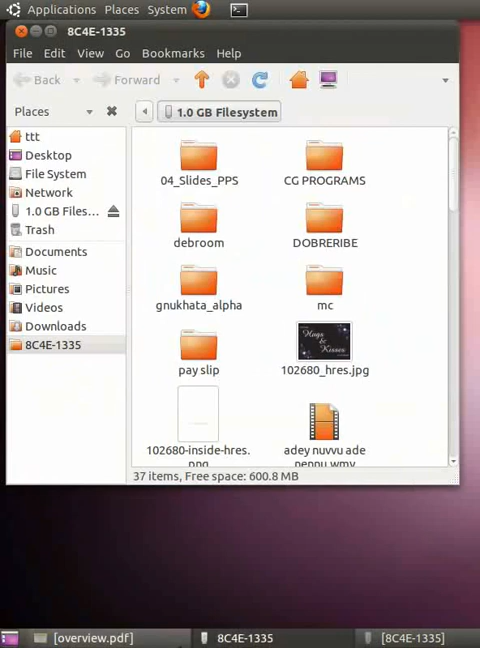 Applications Places System
8C4E-1335
File Edit View Go Bookmarks Help
Back Forward
Places 1.0 GB Filesystem
ttt
Desktop
File System
Network
1.0 GB Files...
Trash
Documents
Music
Pictures
Videos
Downloads
8C4E-1335
04_Slides_PPS CG PROGRAMS
debroom DOBRERIBE
gnukhata_alpha mc
Hugs
&
Kisses
pay slip 102680_hres.jpg
102680-inside-hres. adey nuvvu ade
png pennu wmv
37 items, Free space: 600.8 MB
[overview.pdf] 8C4E-1335 [8C4E-1335]